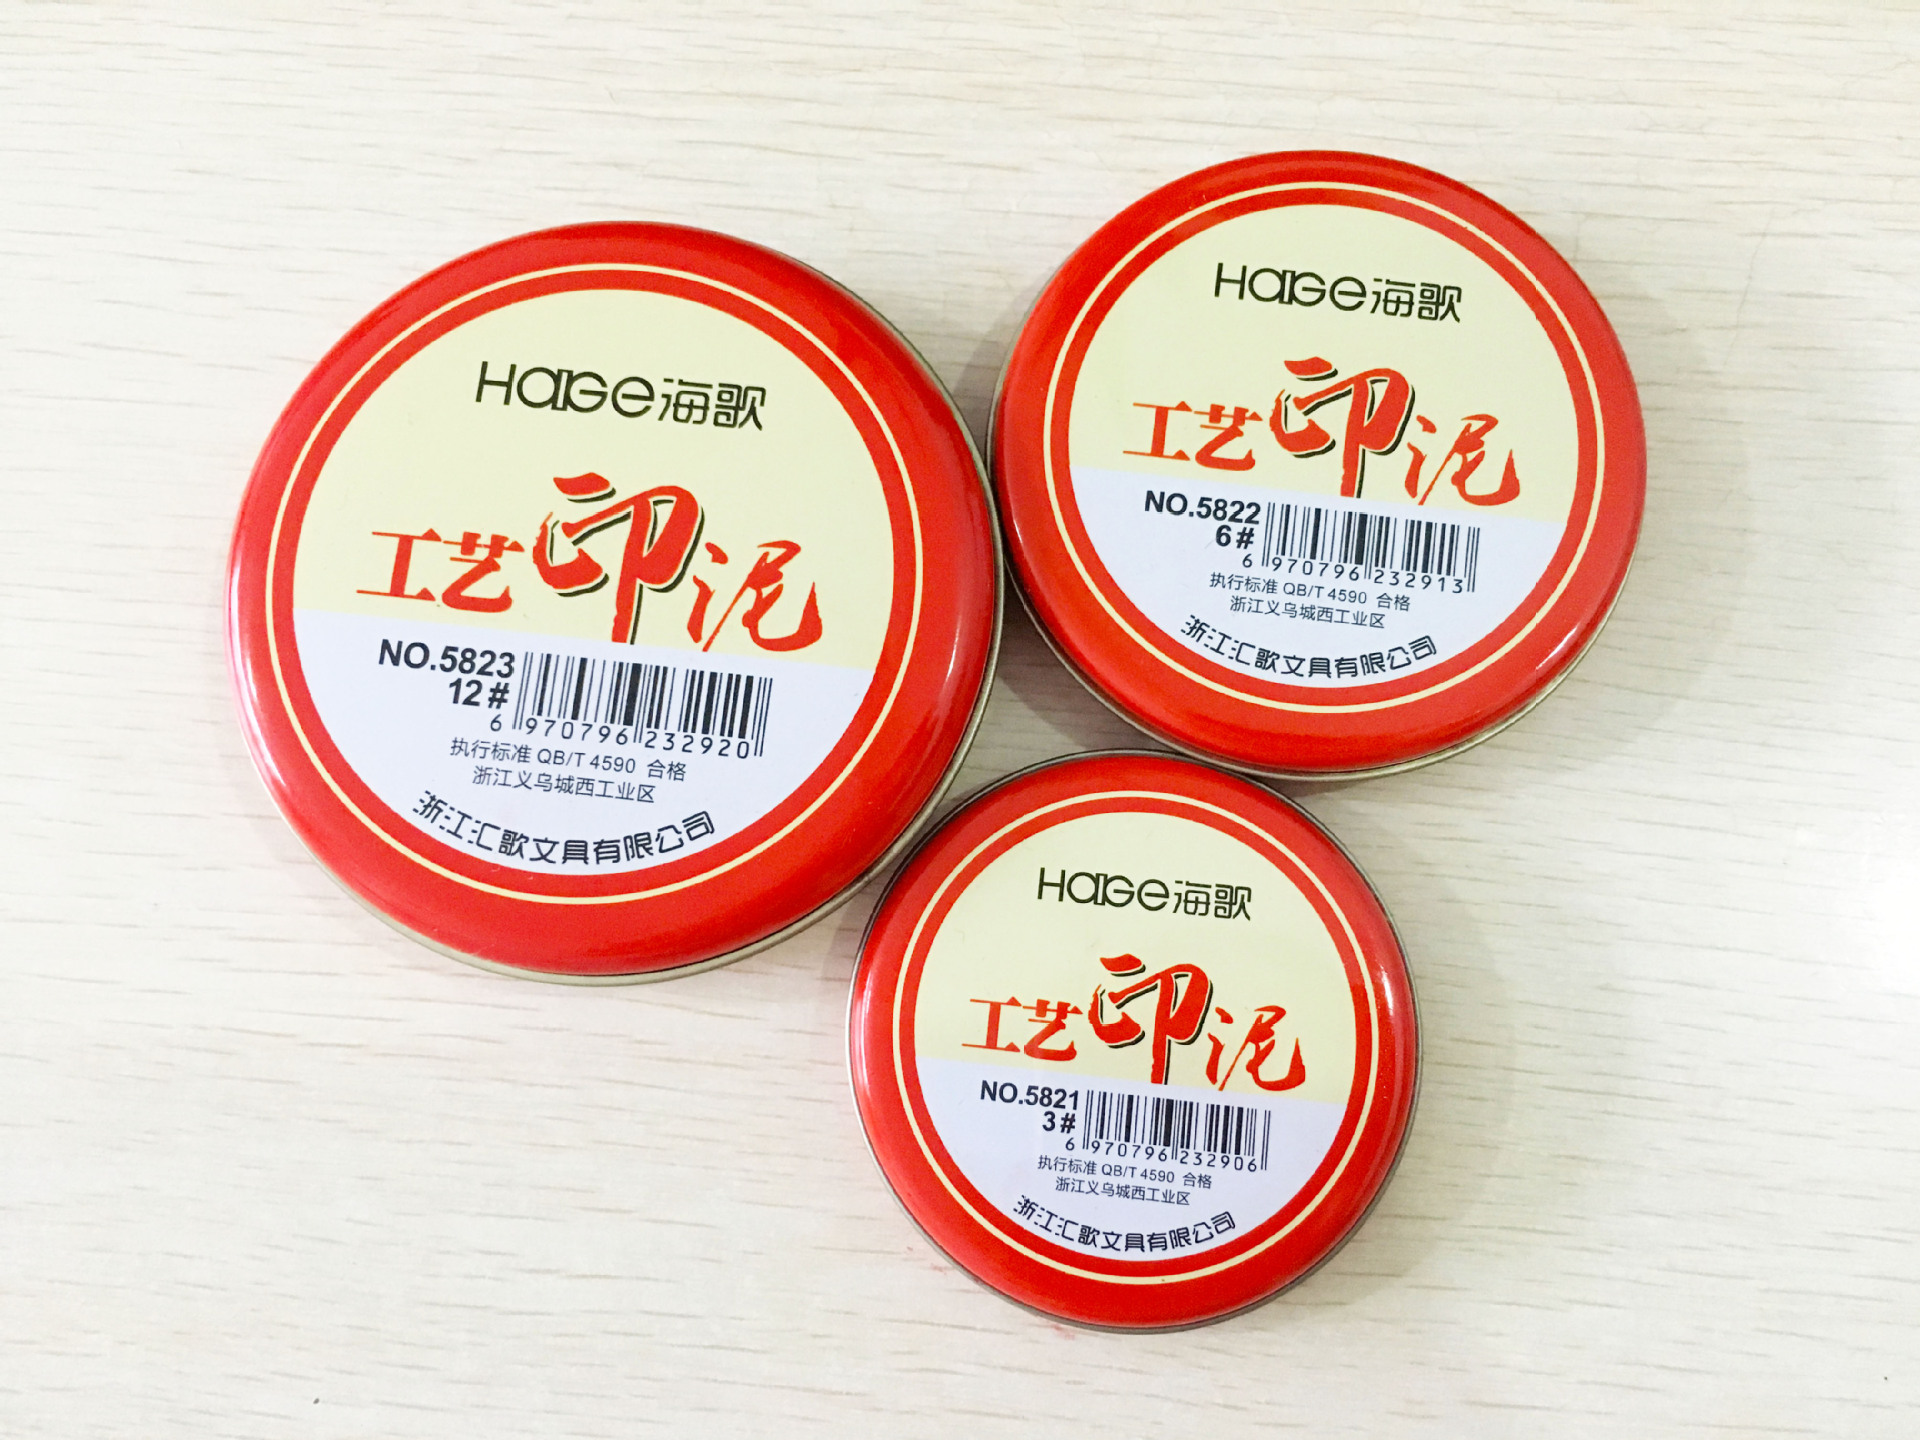 HaiGe海歌
工艺印泥
NO.5823
12#
6 970796 232920
执行标准 QB/T 4590 合格
浙江义乌城西工业区
浙江汇歌文具有限公司
HaiGe海歌
工艺印泥
NO.5822
6#
6 970796 232913
执行标准 QB/T 4590 合格
浙江义乌城西工业区
浙江汇歌文具有限公司
HaiGe海歌
工艺印泥
NO.5821
3#
6 970796 232906
执行标准 QB/T 4590 合格
浙江义乌城西工业区
浙江汇歌文具有限公司